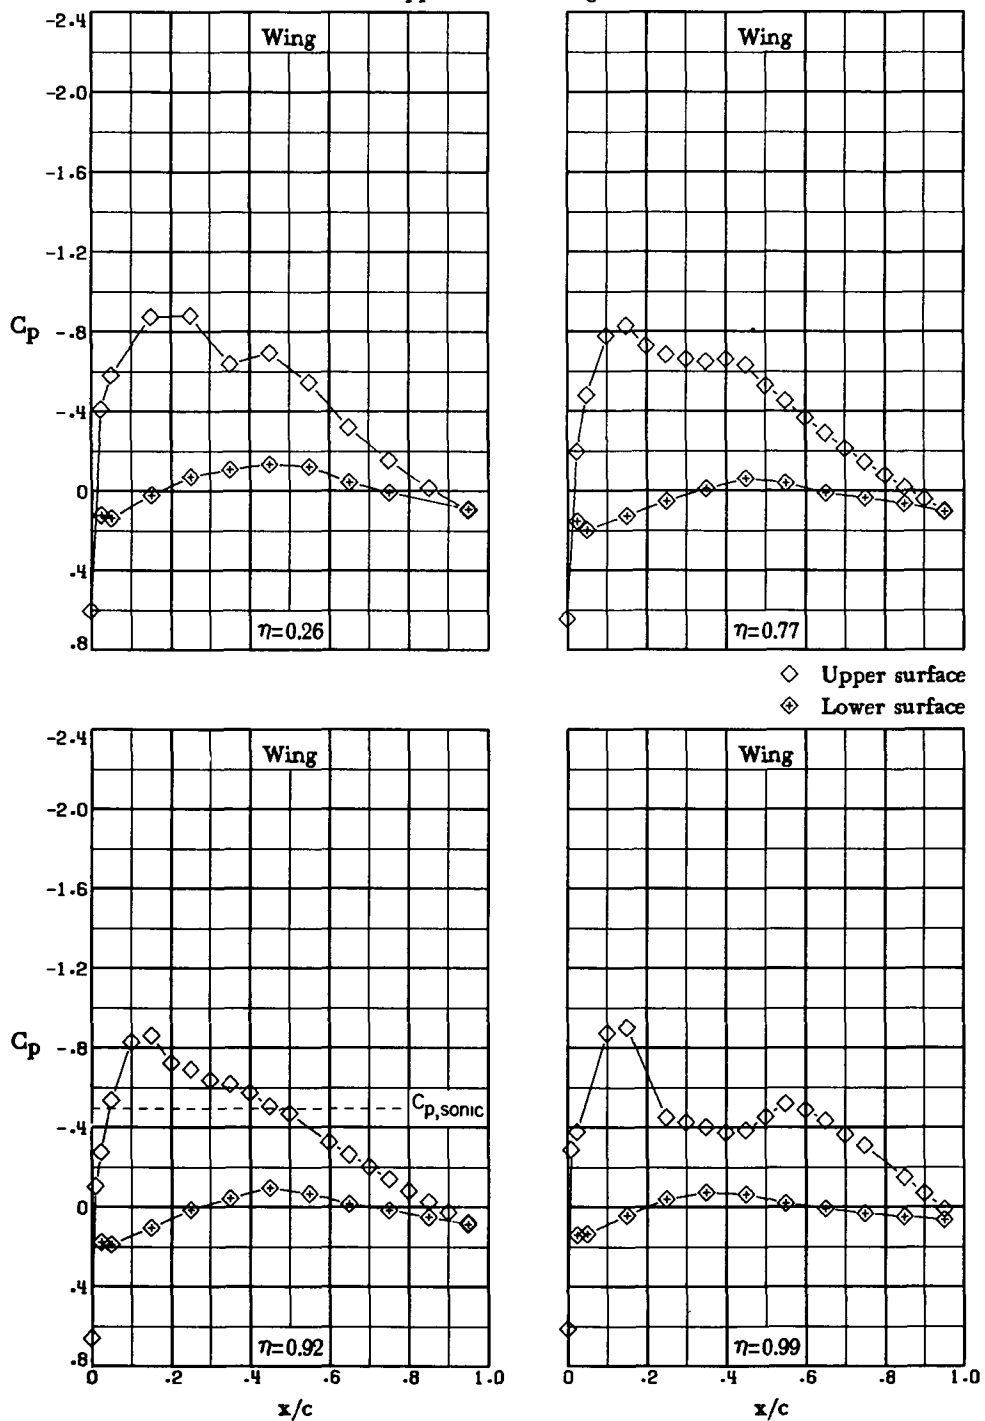 -2.4
-2.0
-1.6
-1.2
-.8
-.4
0
.4
.8
Cp
Wing
η=0.26
Wing
η=0.77
Upper surface
Lower surface
-2.4
-2.0
-1.6
-1.2
-.8
-.4
0
.4
.8
Cp
Wing
Cp,sonic
η=0.92
0 .2 .4 .6 .8 1.0
x/c
Wing
η=0.99
0 .2 .4 .6 .8 1.0
x/c